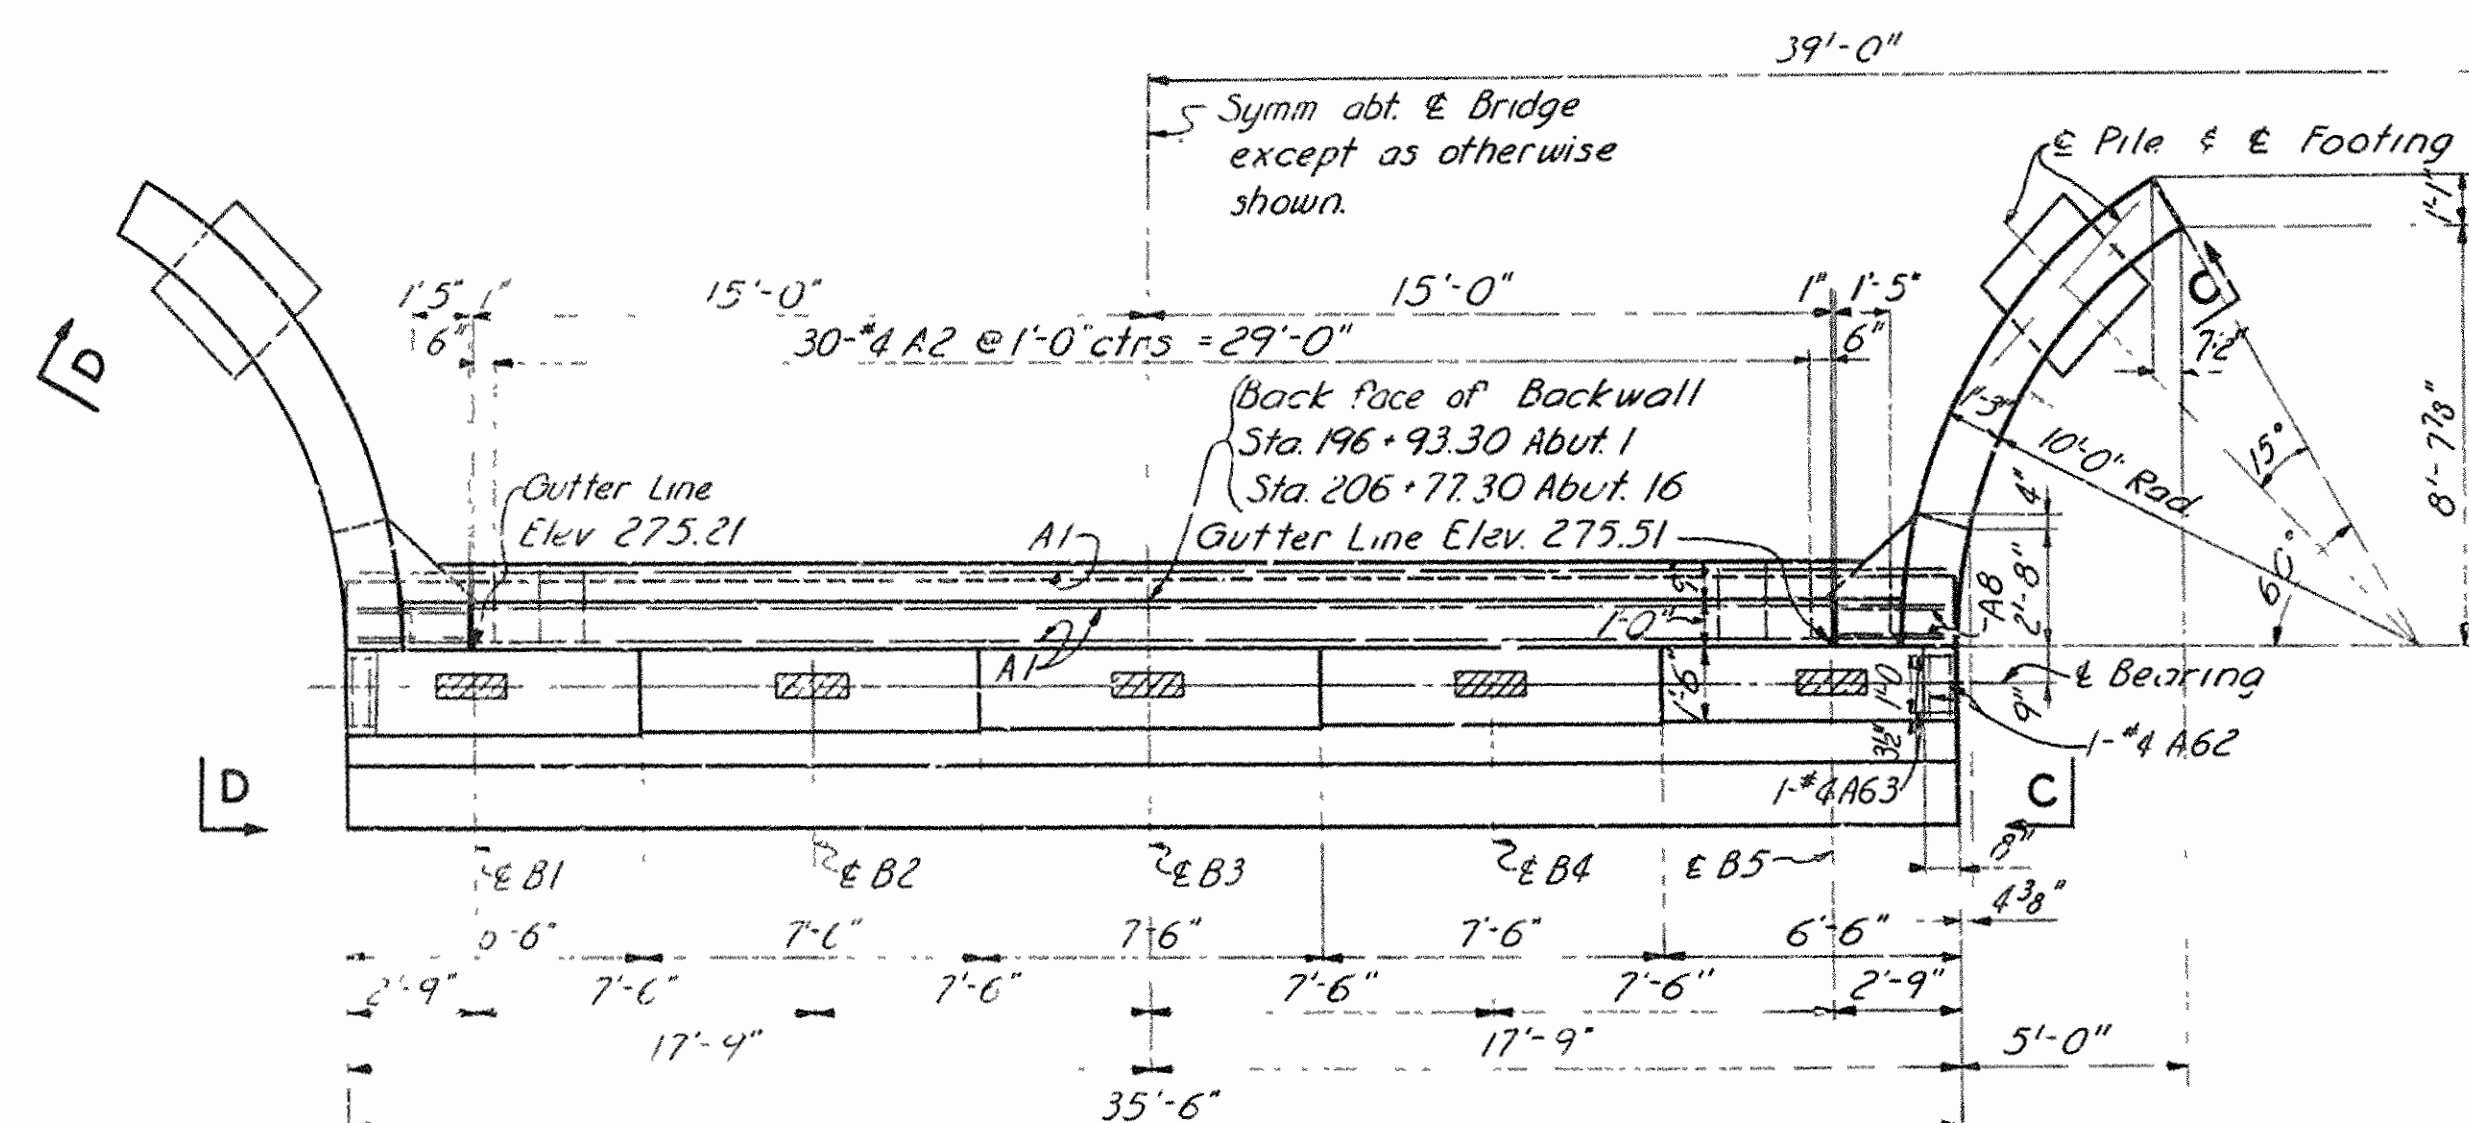 39'-0"
Symm abt. ℄ Bridge
except as otherwise
shown.
℄ Pile & ℄ Footing
1'-1"
1'-5" 1"
15'-0"
15'-0"
1" 1'-5"
6"
30-#4 A2 @ 1'-0" ctrs = 29'-0"
6"
D
C
Back face of Backwall
Sta. 196 + 93.30 Abut. 1
Sta. 206 + 77.30 Abut. 16
1'-3"
10'-0" Rad.
15°
8'-7⅞"
Gutter Line
Elev 275.21
A1
Gutter Line Elev. 275.51
4"
2'-8"
A8
60°
1'-0"
A1
1'-6"
1'-0
℄ Bearing
9"
3½"
1-#4 A62
1-#4 A63
D
C
8"
℄ B1
℄ B2
℄ B3
℄ B4
℄ B5
4⅜"
7'-6"
7'-6"
7'-6"
6'-6"
2'-9"
7'-6"
7'-6"
7'-6"
7'-6"
2'-9"
17'-9"
17'-9"
5'-0"
35'-6"